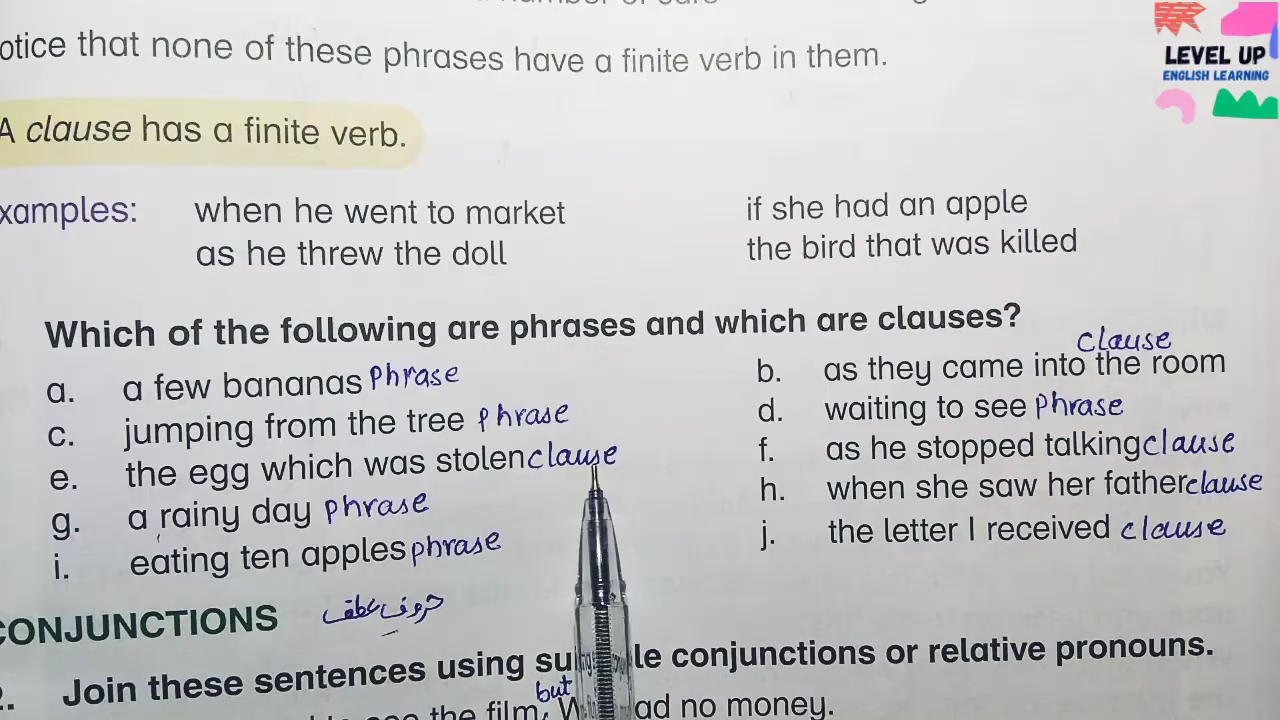 otice that none of these phrases have a finite verb in them.
LEVEL UP
ENGLISH LEARNING
A clause has a finite verb.
xamples: when he went to market if she had an apple
as he threw the doll the bird that was killed
Which of the following are phrases and which are clauses?
clause
a. a few bananas Phrase b. as they came into the room
c. jumping from the tree phrase d. waiting to see phrase
e. the egg which was stolen clause f. as he stopped talking clause
g. a rainy day phrase h. when she saw her father clause
i. eating ten apples phrase j. the letter I received clause
CONJUNCTIONS حروف عطف
2. Join these sentences using su le conjunctions or relative pronouns.
but
see the film, ad no money.